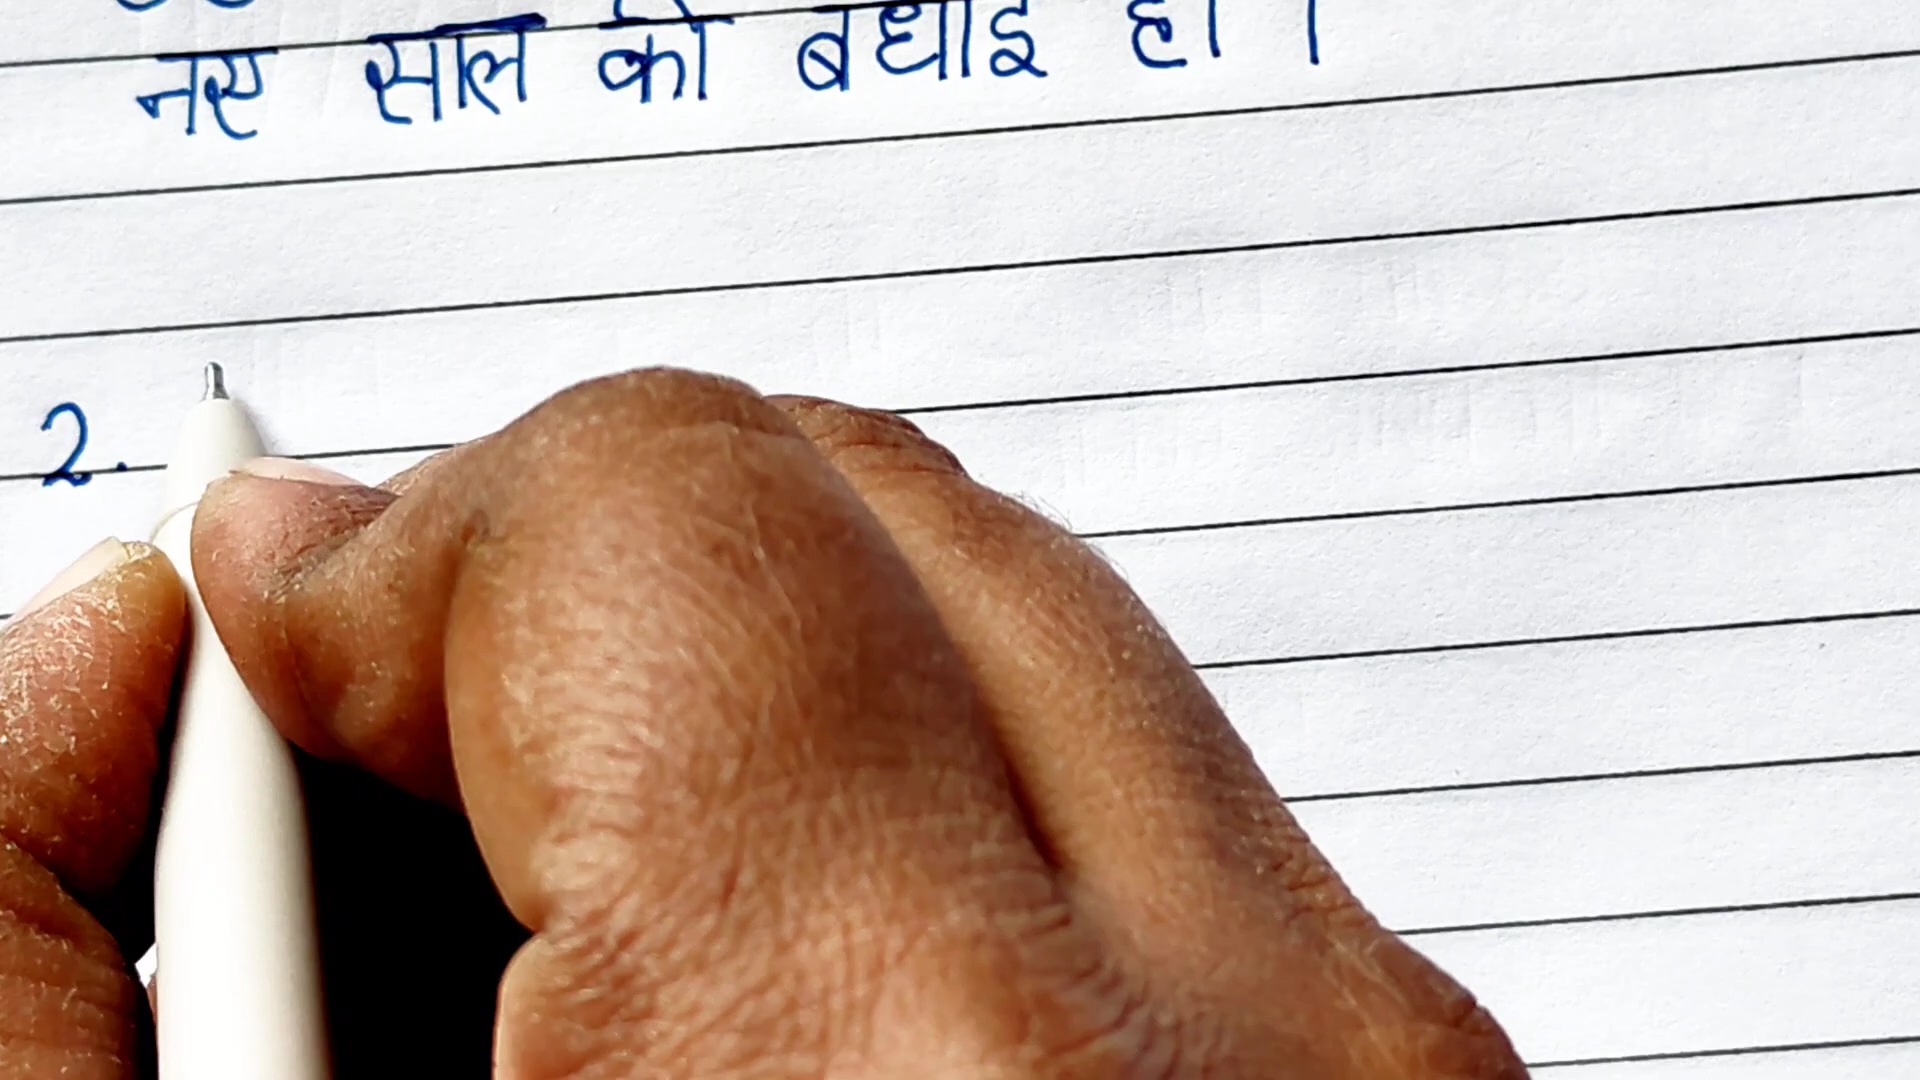 नए साल की बधाई हो ।
2.